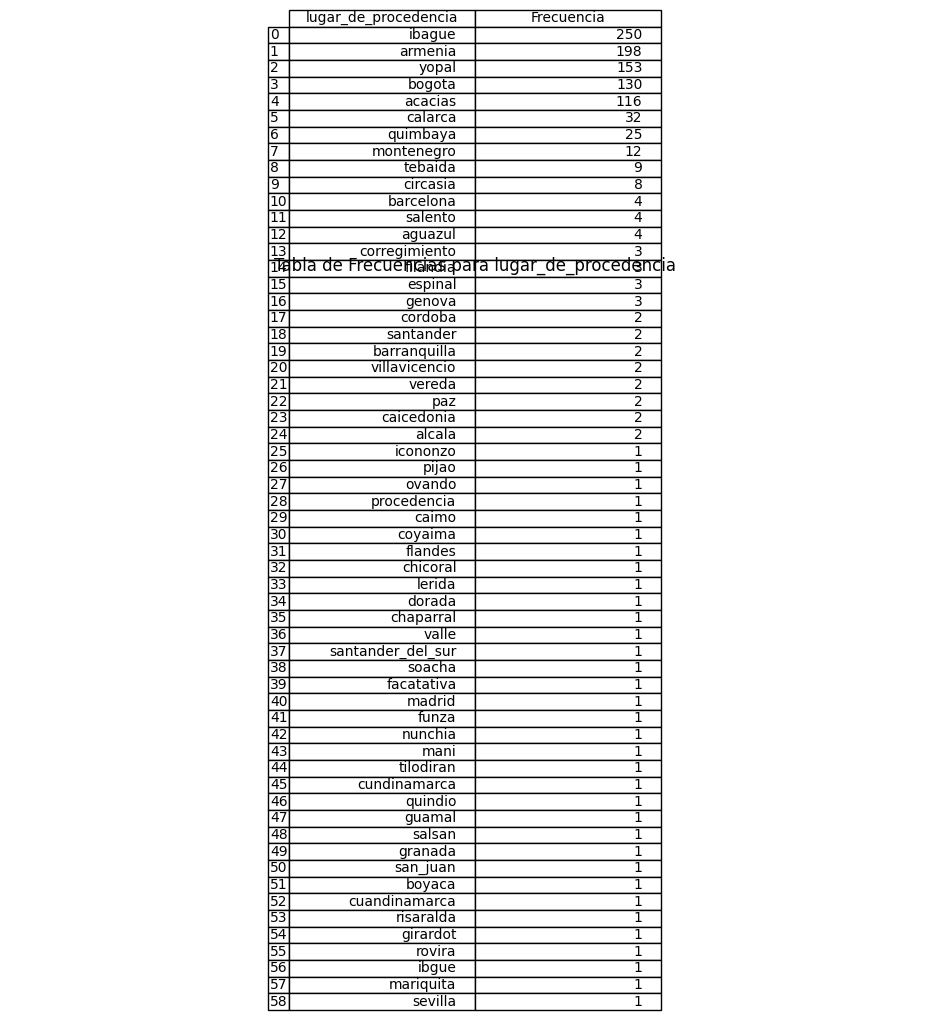 lugar_de_procedencia Frecuencia
0 ibague 250
1 armenia 198
2 yopal 153
3 bogota 130
4 acacias 116
5 calarca 32
6 quimbaya 25
7 montenegro 12
8 tebaida 9
9 circasia 8
10 barcelona 4
11 salento 4
12 aguazul 4
13 corregimiento 3
Tabla de Frecuencias para lugar_de_procedencia
14 filandia 3
15 espinal 3
16 genova 3
17 cordoba 2
18 santander 2
19 barranquilla 2
20 villavicencio 2
21 vereda 2
22 paz 2
23 caicedonia 2
24 alcala 2
25 icononzo 1
26 pijao 1
27 ovando 1
28 procedencia 1
29 caimo 1
30 coyaima 1
31 flandes 1
32 chicoral 1
33 lerida 1
34 dorada 1
35 chaparral 1
36 valle 1
37 santander_del_sur 1
38 soacha 1
39 facatativa 1
40 madrid 1
41 funza 1
42 nunchia 1
43 mani 1
44 tilodiran 1
45 cundinamarca 1
46 quindio 1
47 guamal 1
48 salsan 1
49 granada 1
50 san_juan 1
51 boyaca 1
52 cuandinamarca 1
53 risaralda 1
54 girardot 1
55 rovira 1
56 ibgue 1
57 mariquita 1
58 sevilla 1